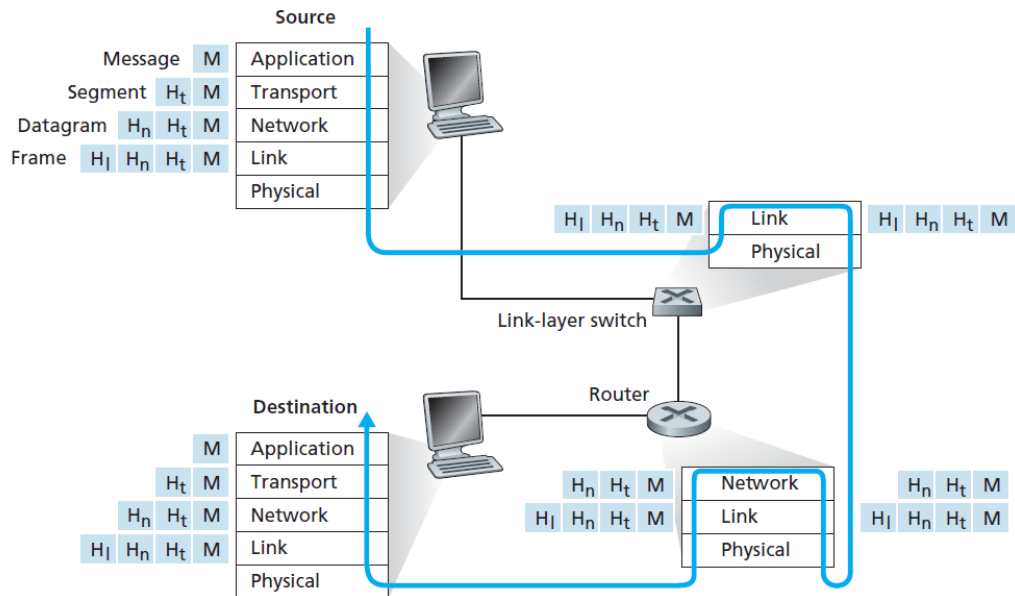 Source
Message M Application
Segment Ht M Transport
Datagram Hn Ht M Network
Frame Hl Hn Ht M Link
Physical
Hl Hn Ht M Link Hl Hn Ht M
Physical
Link-layer switch
Router
Destination
M Application
Ht M Transport
Hn Ht M Network
Hl Hn Ht M Link
Physical
Hn Ht M Network Hn Ht M
Hl Hn Ht M Link Hl Hn Ht M
Physical